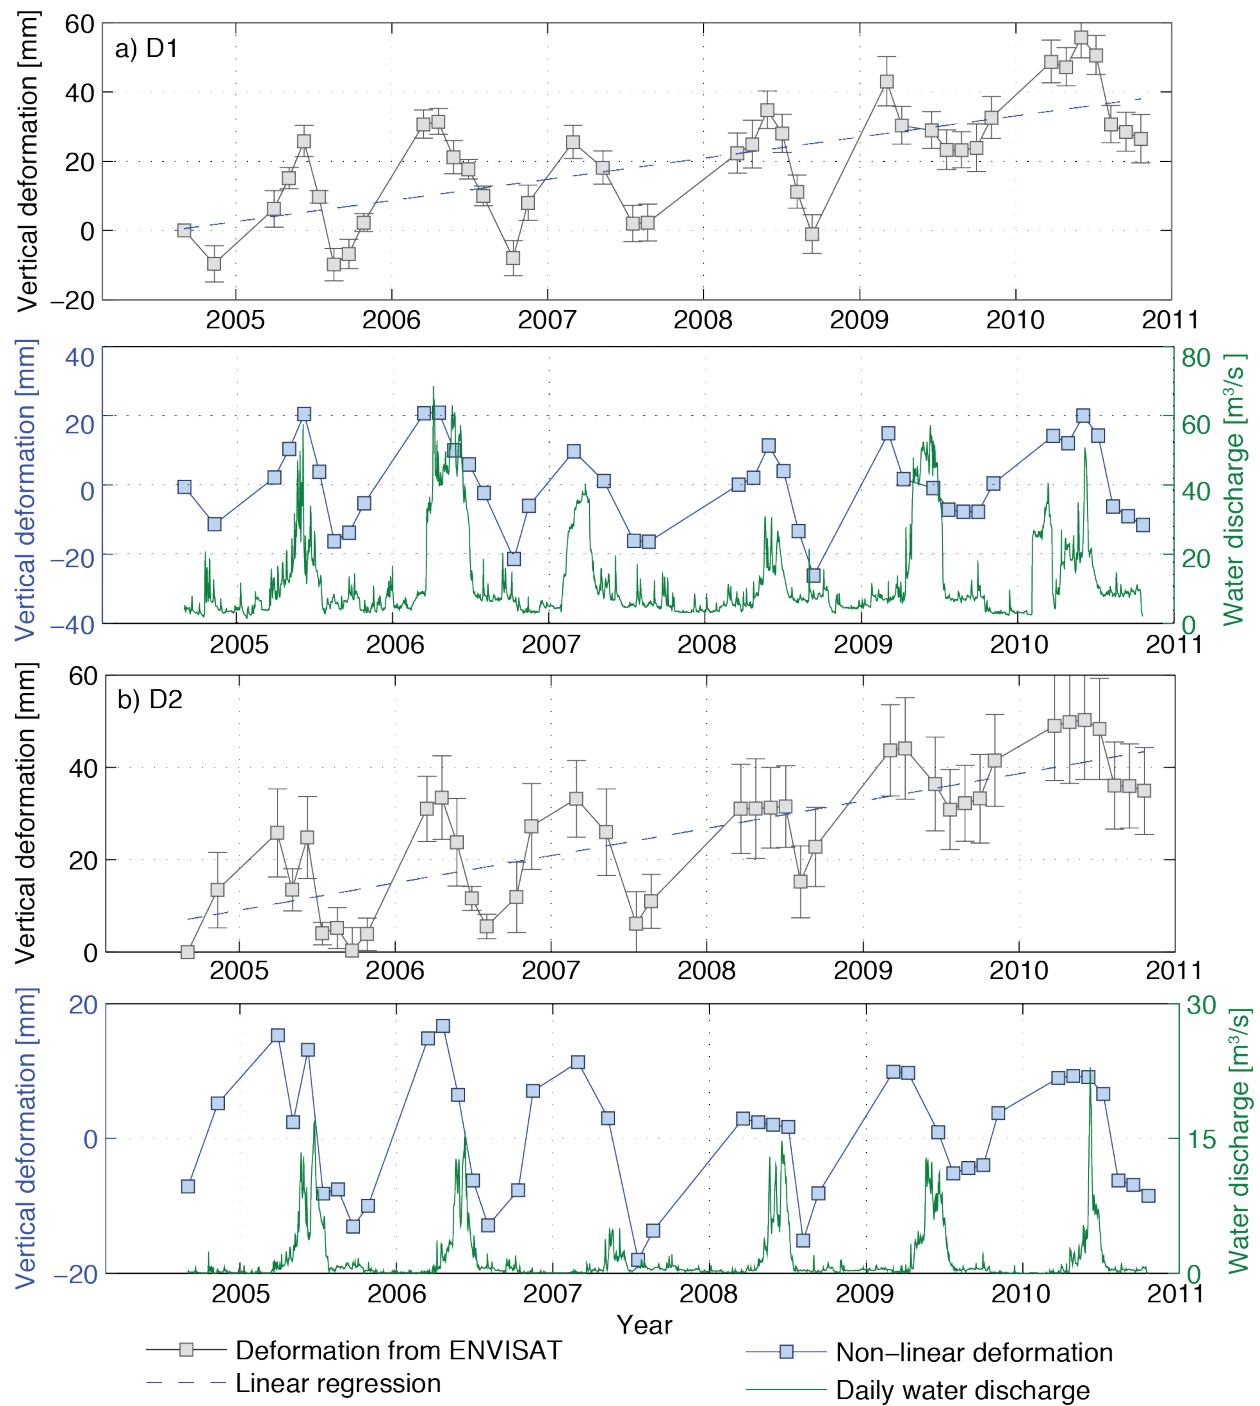 Vertical deformation [mm]
a) D1
60
40
20
0
−20
2005 2006 2007 2008 2009 2010 2011
Vertical deformation [mm]
40
20
0
−20
−40
80
60
40
20
0
Water discharge [m³/s ]
2005 2006 2007 2008 2009 2010 2011
Vertical deformation [mm]
b) D2
60
40
20
0
2005 2006 2007 2008 2009 2010 2011
Vertical deformation [mm]
20
0
−20
30
15
0
Water discharge [m³/s]
2005 2006 2007 2008 2009 2010 2011
Year
Deformation from ENVISAT
Linear regression
Non−linear deformation
Daily water discharge